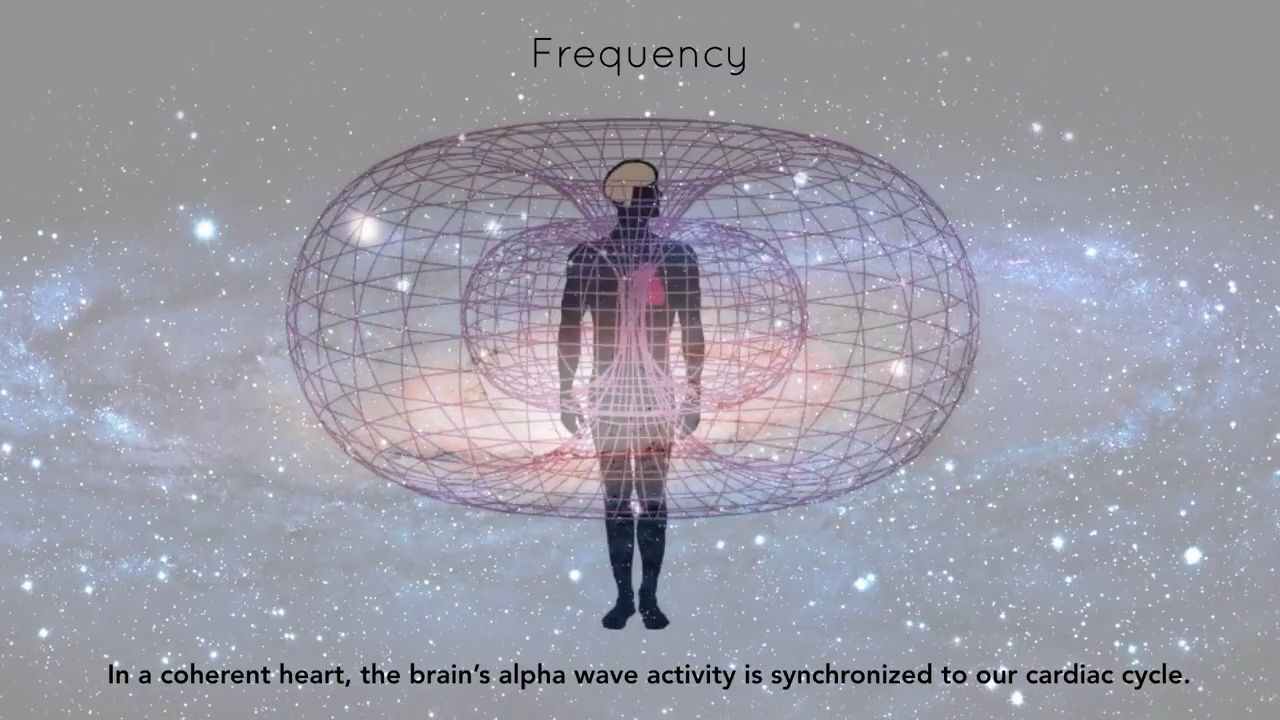 Frequency
In a coherent heart, the brain’s alpha wave activity is synchronized to our cardiac cycle.